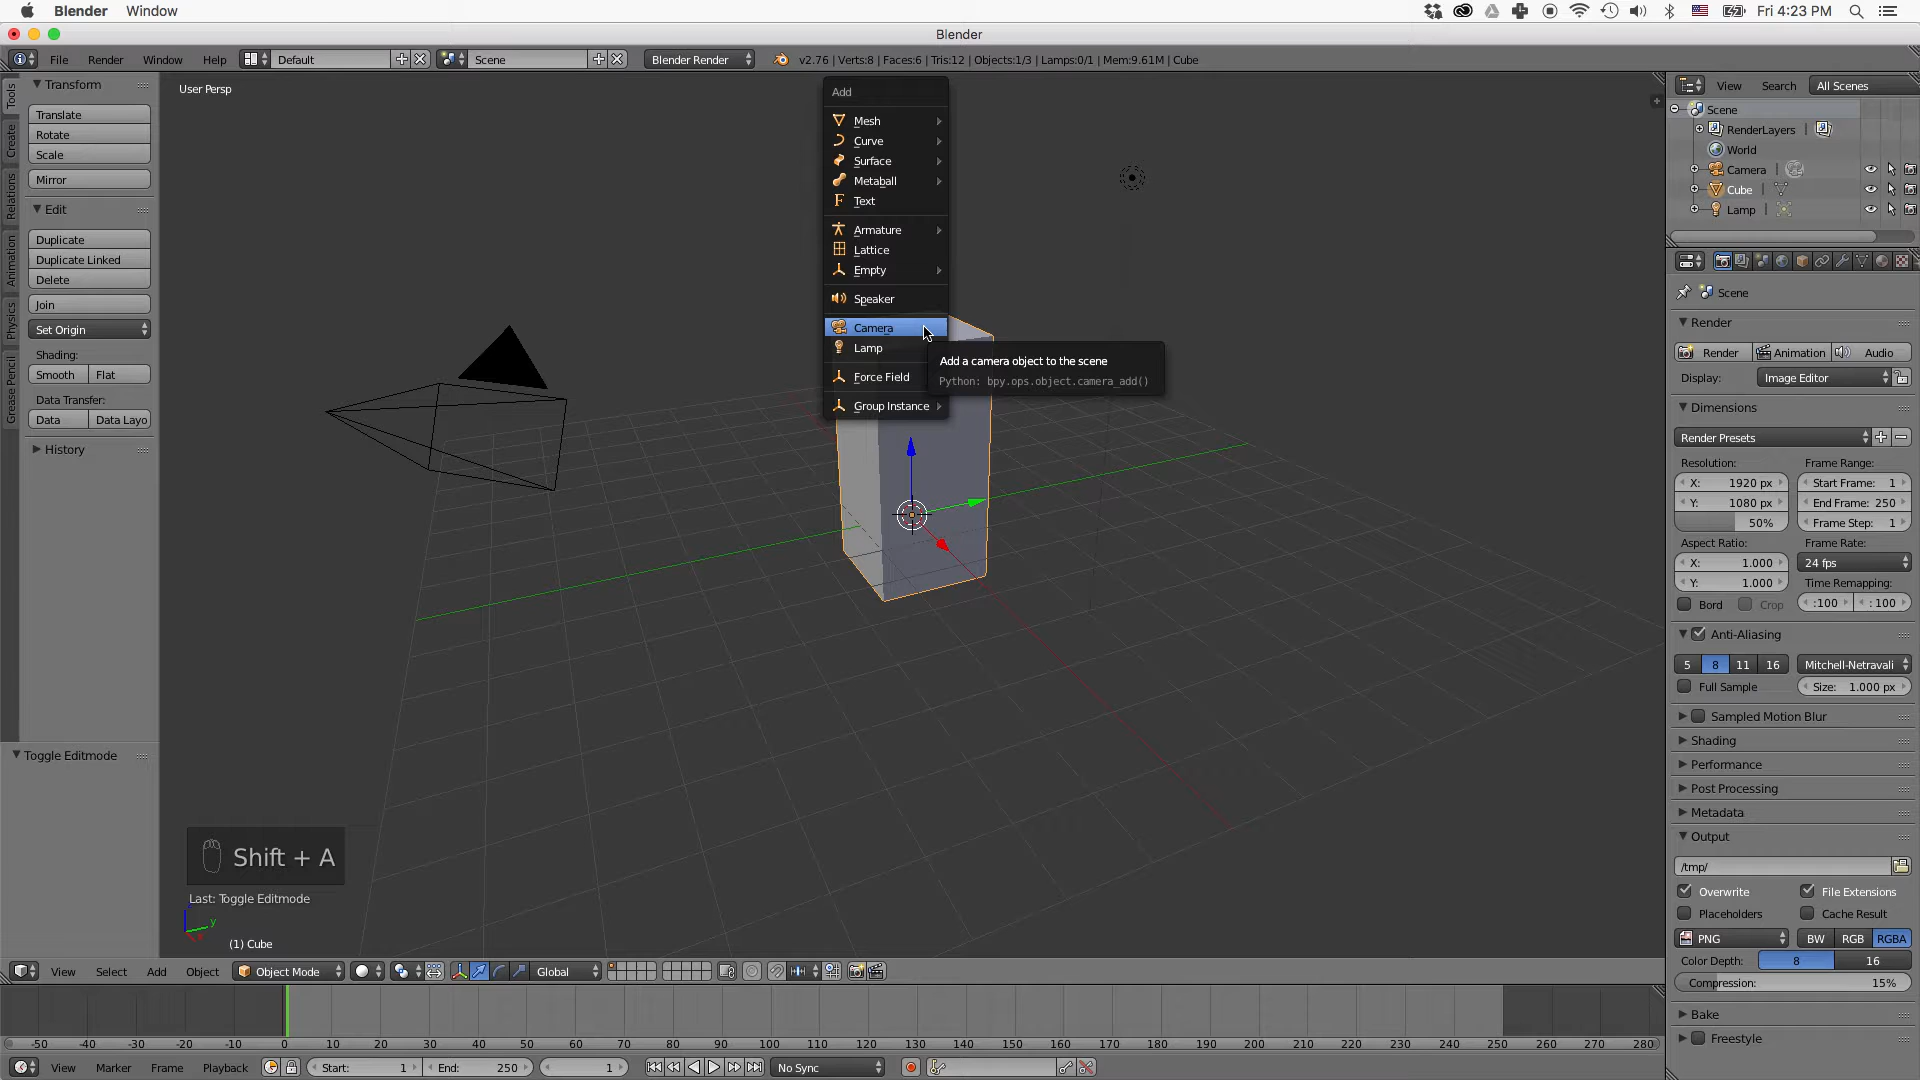 Blender Window
Fri 4:23 PM
Blender
File Render Window Help Default Scene Blender Render v2.76 | Verts:8 | Faces:6 | Tris:12 | Objects:1/3 | Lamps:0/1 | Mem:9.61M | Cube
Tools
Create
Relations
Animation
Physics
Grease Pencil
Transform
Translate
Rotate
Scale
Mirror
Edit
Duplicate
Duplicate Linked
Delete
Join
Set Origin
Shading:
Smooth Flat
Data Transfer:
Data Data Layo
History
Toggle Editmode
User Persp
Add
Mesh
Curve
Surface
Metaball
Text
Armature
Lattice
Empty
Speaker
Camera
Lamp
Force Field
Group Instance
Add a camera object to the scene
Python: bpy.ops.object.camera_add()
Shift + A
Last: Toggle Editmode
y
(1) Cube
View Select Add Object Object Mode Global
-50 -40 -30 -20 -10 0 10 20 30 40 50 60 70 80 90 100 110 120 130 140 150 160 170 180 190 200 210 220 230 240 250 260 270 280
View Marker Frame Playback Start: 1 End: 250 1 No Sync
View Search All Scenes
Scene
RenderLayers
World
Camera
Cube
Lamp
Scene
Render
Render Animation Audio
Display: Image Editor
Dimensions
Render Presets
Resolution: Frame Range:
X: 1920 px Start Frame: 1
Y: 1080 px End Frame: 250
50% Frame Step: 1
Aspect Ratio: Frame Rate:
X: 1.000 24 fps
Y: 1.000 Time Remapping:
Bord Crop :100 : 100
Anti-Aliasing
5 8 11 16 Mitchell-Netravali
Full Sample Size: 1.000 px
Sampled Motion Blur
Shading
Performance
Post Processing
Metadata
Output
/tmp/
Overwrite File Extensions
Placeholders Cache Result
PNG BW RGB RGBA
Color Depth: 8 16
Compression: 15%
Bake
Freestyle